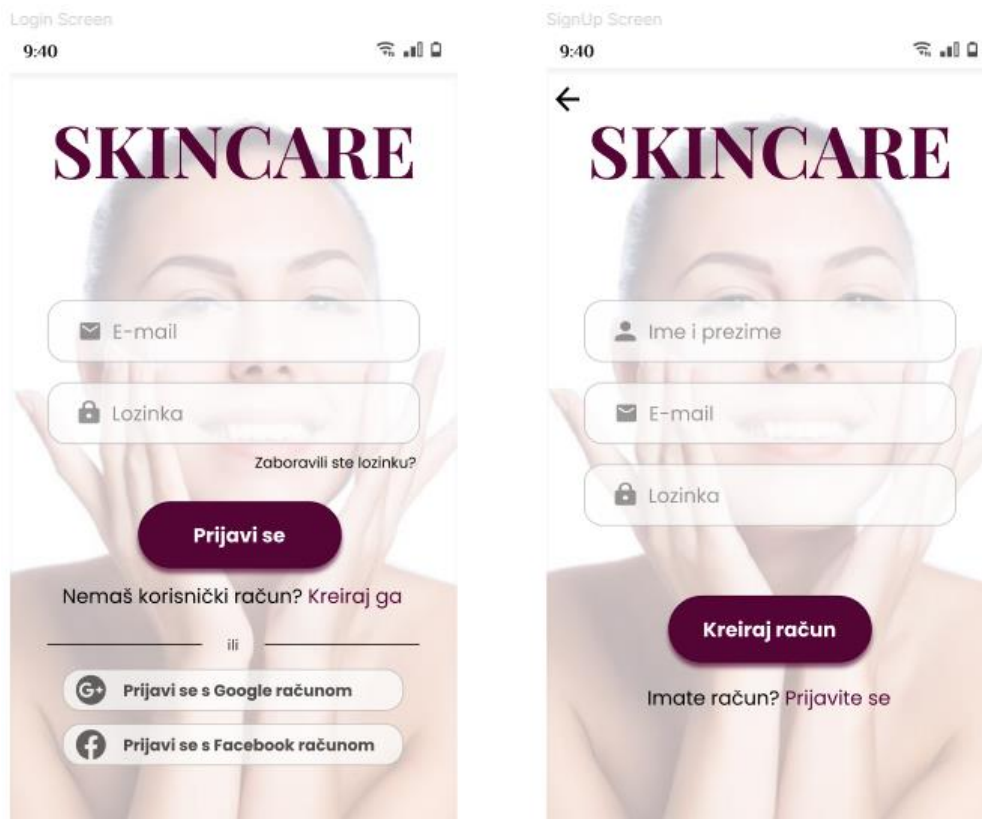 Login Screen
9:40
SKINCARE
E-mail
Lozinka
Zaboravili ste lozinku?
Prijavi se
Nemaš korisnički račun? Kreiraj ga
ili
G+ Prijavi se s Google računom
Prijavi se s Facebook računom
SignUp Screen
9:40
SKINCARE
Ime i prezime
E-mail
Lozinka
Kreiraj račun
Imate račun? Prijavite se